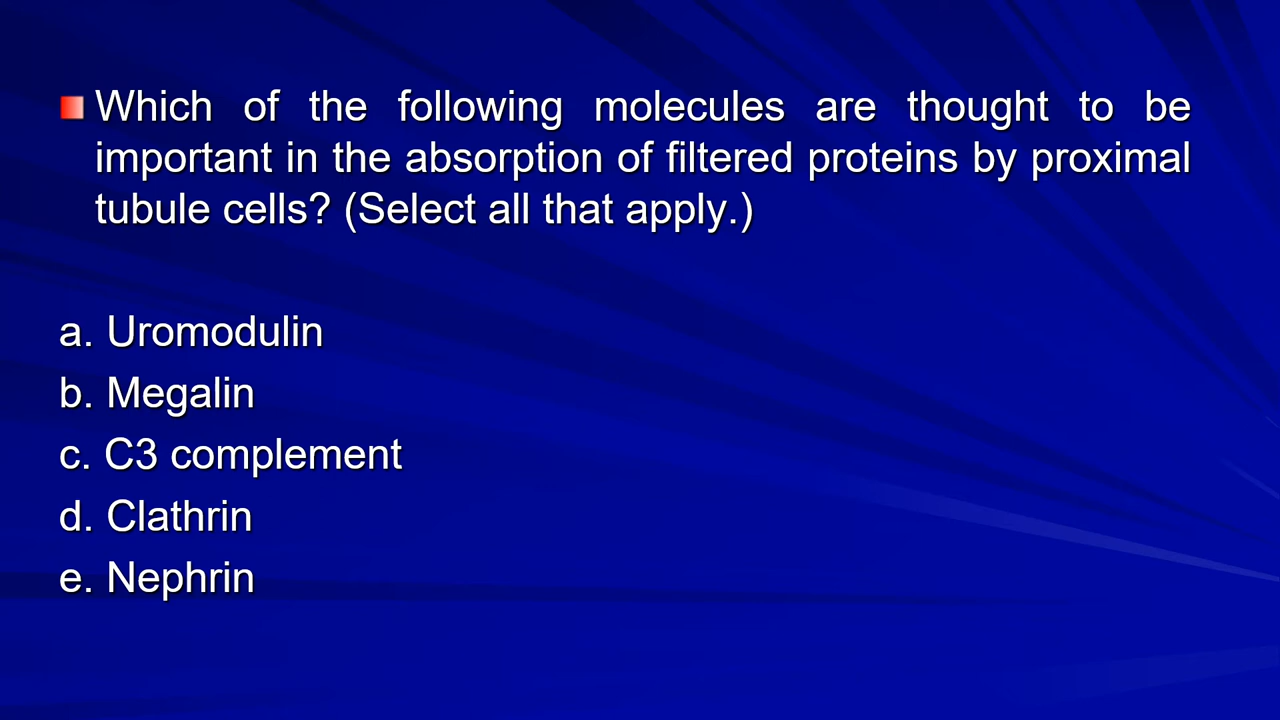 Which of the following molecules are thought to be
important in the absorption of filtered proteins by proximal
tubule cells? (Select all that apply.)
a. Uromodulin
b. Megalin
c. C3 complement
d. Clathrin
e. Nephrin